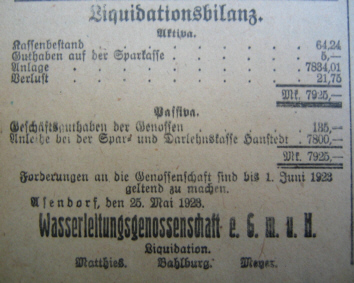 Liquidationsbilanz.
Aktiva.
Kassenbestand . . . . . . . 64,24
Guthaben auf der Sparkasse . . . . 5,—
Anlage . . . . . . . . 7834,01
Verlust . . . . . . . . 21,75
Mk. 7925,—
Passiva.
Geschäftsguthaben der Genossen . . . . 125,—
Anleihe bei der Spar- und Darlehnskasse Hanstedt . 7800,—
Mk. 7925,—
Forderungen an die Genossenschaft sind bis 1. Juni 1923
geltend zu machen.
Asendorf, den 25. Mai 1923.
Wasserleitungsgenossenschaft e. G. m. u. H.
Liquidation.
Matthies. Bahlburg. Meyer.